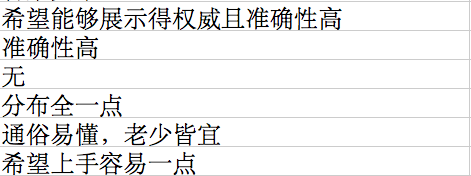 希望能够展示得权威且准确性高
准确性高
无
分布全一点
通俗易懂，老少皆宜
希望上手容易一点